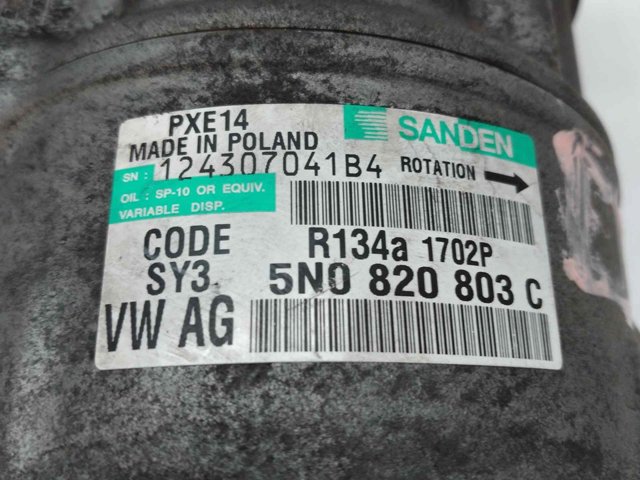 PXE14
SANDEN
MADE IN POLAND
SN: 124307041B4
ROTATION
OIL: SP-10 OR EQUIV.
VARIABLE DISP.
CODE
R134a 1702P
SY3
5N0 820 803 C
VW AG